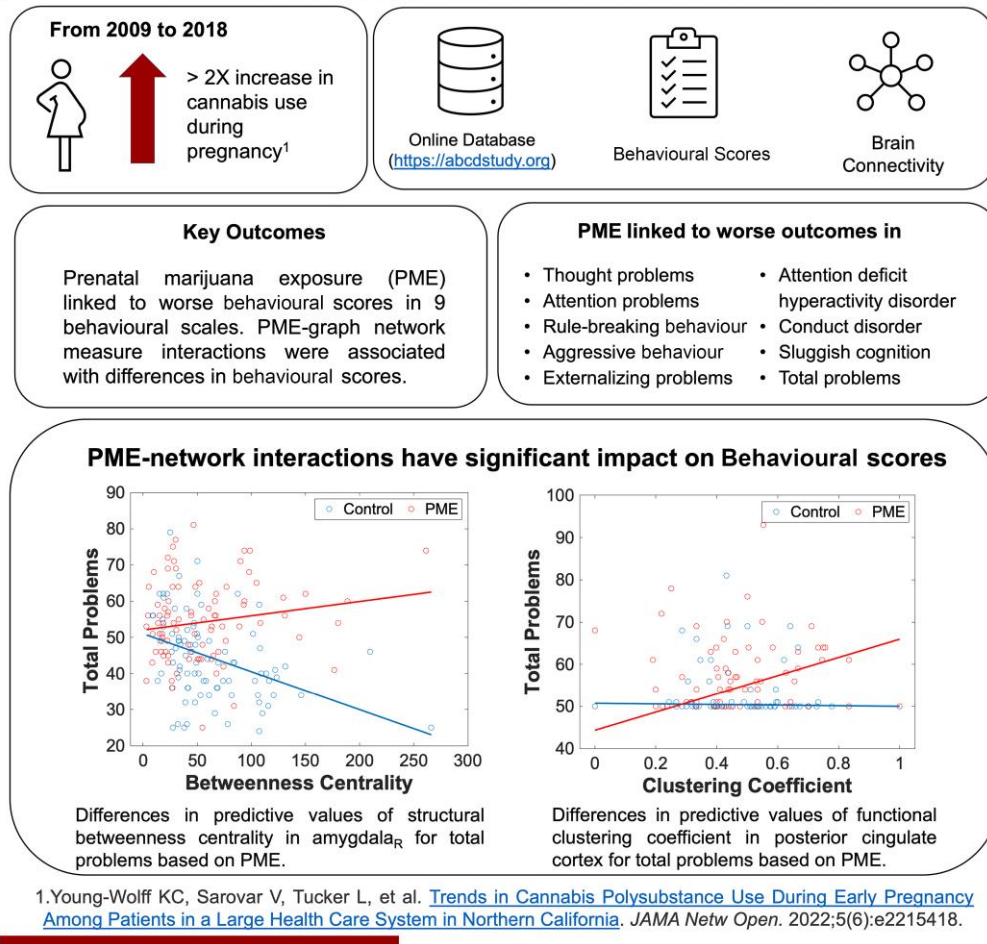 From 2009 to 2018
> 2X increase in
cannabis use
during
pregnancy1
Online Database
(https://abcdstudy.org)
Behavioural Scores
Brain
Connectivity
Key Outcomes
Prenatal marijuana exposure (PME)
linked to worse behavioural scores in 9
behavioural scales. PME-graph network
measure interactions were associated
with differences in behavioural scores.
PME linked to worse outcomes in
• Thought problems
• Attention problems
• Rule-breaking behaviour
• Aggressive behaviour
• Externalizing problems
• Attention deficit
hyperactivity disorder
• Conduct disorder
• Sluggish cognition
• Total problems
PME-network interactions have significant impact on Behavioural scores
Control PME
Total Problems
90
80
70
60
50
40
30
20
0 50 100 150 200 250 300
Betweenness Centrality
Differences in predictive values of structural
betweenness centrality in amygdalaR for total
problems based on PME.
Control PME
Total Problems
100
90
80
70
60
50
40
0 0.2 0.4 0.6 0.8 1
Clustering Coefficient
Differences in predictive values of functional
clustering coefficient in posterior cingulate
cortex for total problems based on PME.
1.Young-Wolff KC, Sarovar V, Tucker L, et al. Trends in Cannabis Polysubstance Use During Early Pregnancy
Among Patients in a Large Health Care System in Northern California. JAMA Netw Open. 2022;5(6):e2215418.